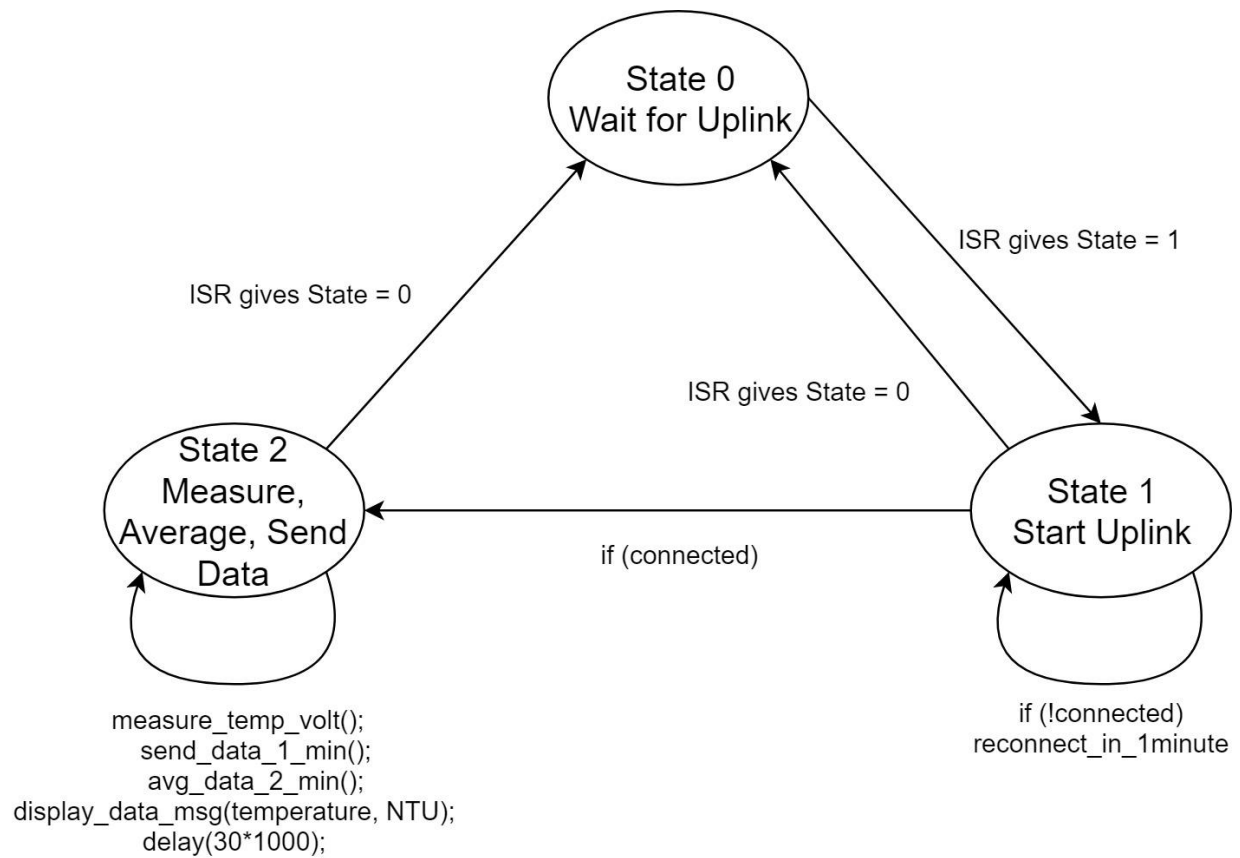 State 0
Wait for Uplink
ISR gives State = 1
ISR gives State = 0
ISR gives State = 0
State 2
Measure,
Average, Send
Data
State 1
Start Uplink
if (connected)
measure_temp_volt();
send_data_1_min();
avg_data_2_min();
display_data_msg(temperature, NTU);
delay(30*1000);
if (!connected)
reconnect_in_1minute